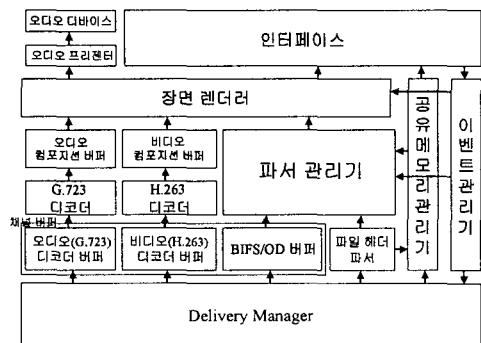 오디오 디바이스
인터페이스
오디오 프리젠터
장면 렌더러
공유메모리관리기
이벤트관리기
오디오
컴포지션 버퍼
비디오
컴포지션 버퍼
파서 관리기
G.723
디코더
H.263
디코더
채널 버퍼
오디오(G.723)
디코더 버퍼
비디오(H.263)
디코더 버퍼
BIFS/OD 버퍼
파일 헤더
파서
Delivery Manager